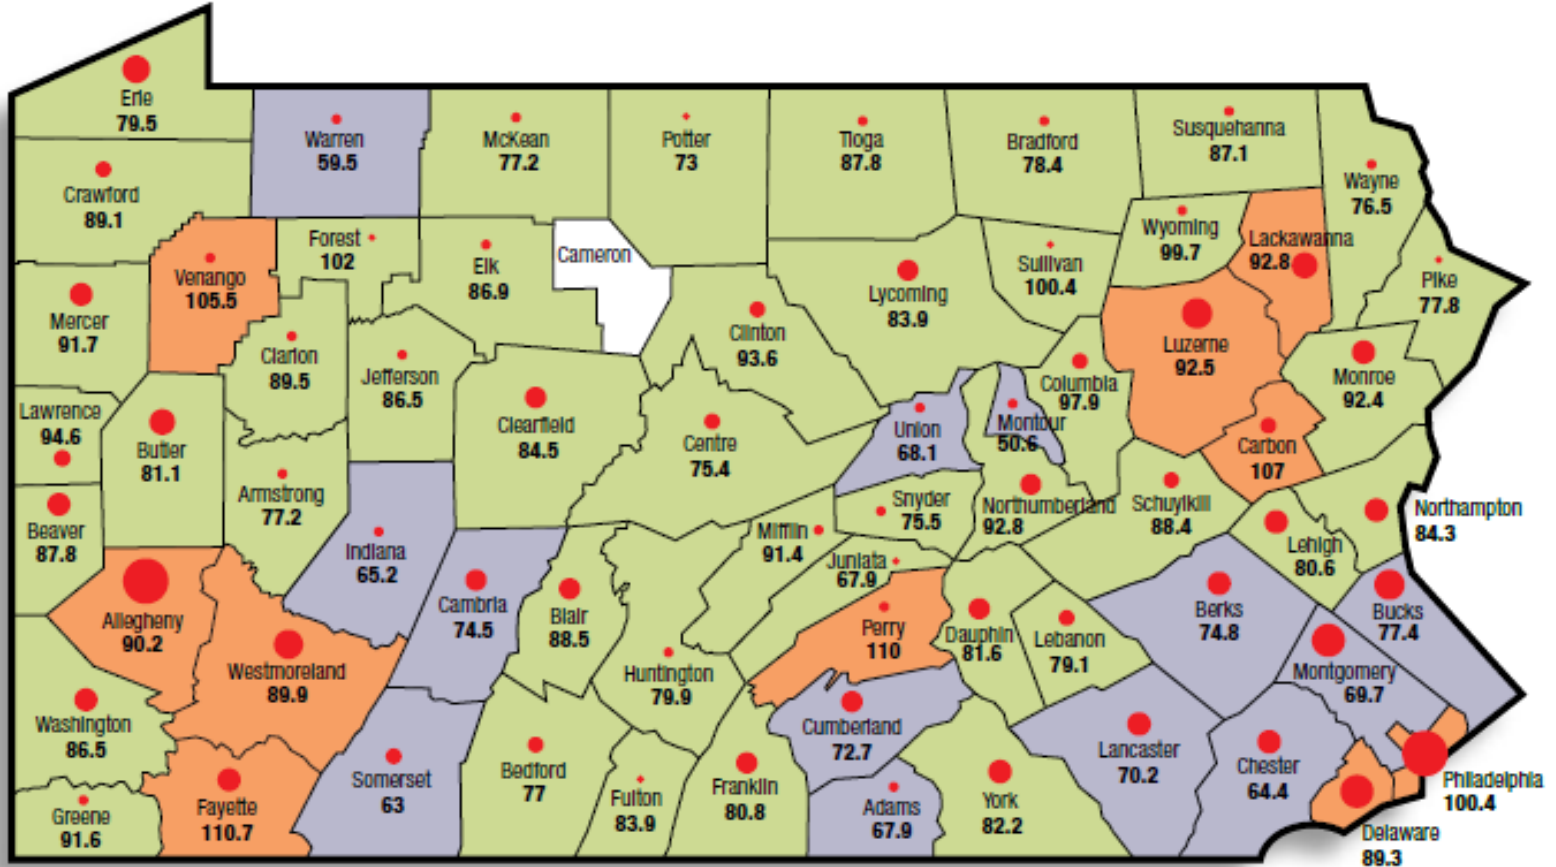 Erie
79.5
Warren
59.5
McKean
77.2
Potter
73
Tioga
87.8
Bradford
78.4
Susquehanna
87.1
Wayne
76.5
Crawford
89.1
Venango
105.5
Forest
102
Elk
86.9
Cameron
Wyoming
99.7
Lackawanna
92.8
Sullivan
100.4
Lycoming
83.9
Pike
77.8
Mercer
91.7
Clarion
89.5
Clinton
93.6
Luzerne
92.5
Jefferson
86.5
Columbia
97.9
Monroe
92.4
Lawrence
94.6
Butler
81.1
Clearfield
84.5
Centre
75.4
Union
68.1
Montour
50.6
Carbon
107
Armstrong
77.2
Snyder
75.5
Northumberland
92.8
Schuylkill
88.4
Northampton
84.3
Beaver
87.8
Indiana
65.2
Mifflin
91.4
Juniata
67.9
Lehigh
80.6
Allegheny
90.2
Cambria
74.5
Blair
88.5
Perry
110
Dauphin
81.6
Lebanon
79.1
Berks
74.8
Bucks
77.4
Westmoreland
89.9
Huntington
79.9
Montgomery
69.7
Washington
86.5
Cumberland
72.7
Lancaster
70.2
Chester
64.4
Somerset
63
Bedford
77
Fulton
83.9
Franklin
80.8
Adams
67.9
York
82.2
Philadelphia
100.4
Greene
91.6
Fayette
110.7
Delaware
89.3